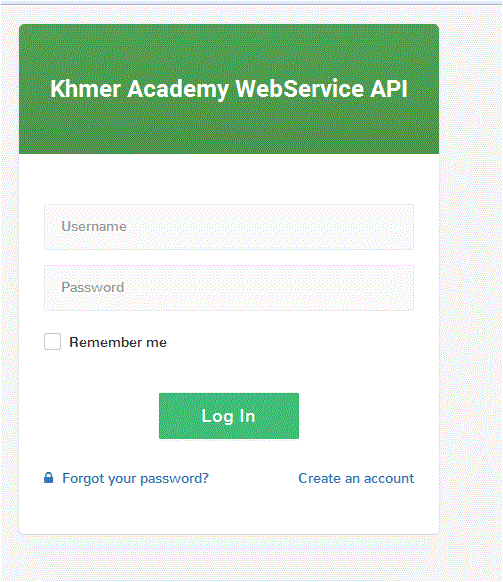 Khmer Academy WebService API
Username
Password
Remember me
Log In
Forgot your password? Create an account